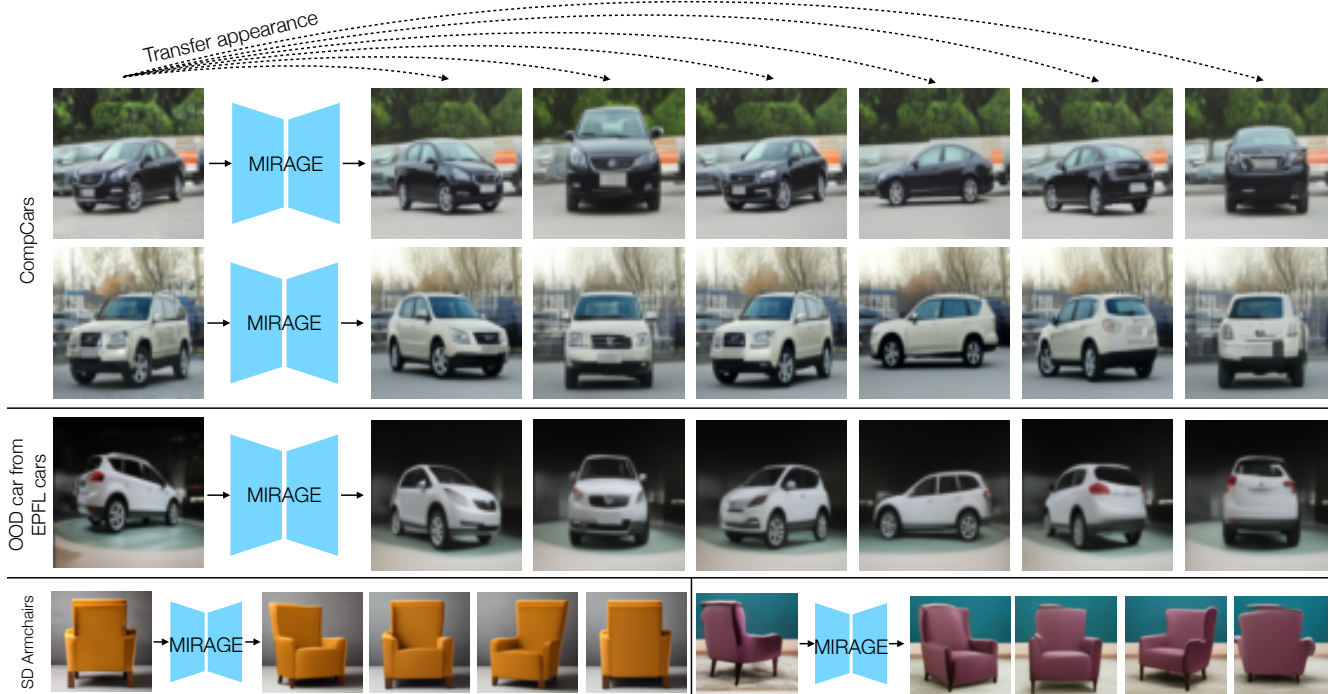 Transfer appearance
CompCars
MIRAGE
MIRAGE
OOD car from
EPFL cars
MIRAGE
SD Armchairs
MIRAGE
MIRAGE